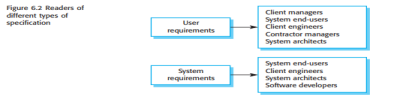 Figure 6.2 Readers of
different types of
specification
User
requirements
Client managers
System end-users
Client engineers
Contractor managers
System architects
System
requirements
System end-users
Client engineers
System architects
Software developers